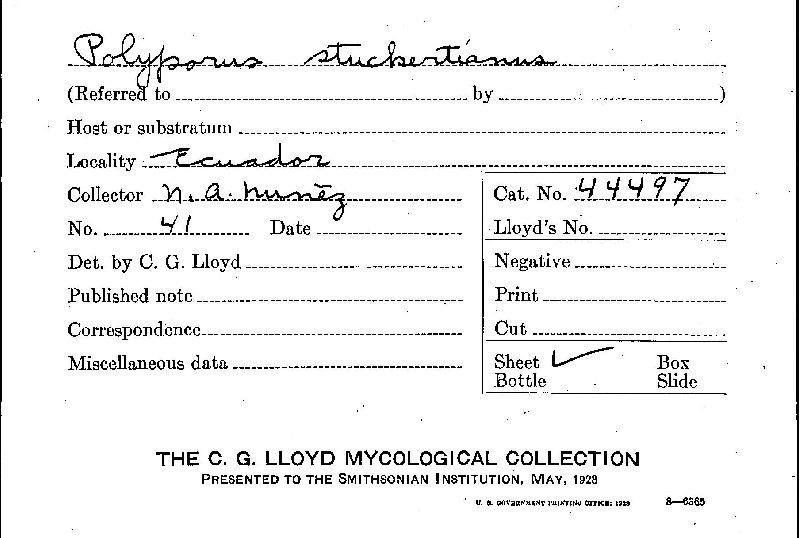 Polyporus stuckertianus
(Referred to by )
Host or substratum
Locality Ecuador
Collector N. A. Nuñez
Cat. No. 44497
No. 41 Date
Lloyd's No.
Det. by C. G. Lloyd
Negative
Published note
Print
Correspondence
Cut
Miscellaneous data
Sheet ✓ Box
Bottle Slide
THE C. G. LLOYD MYCOLOGICAL COLLECTION
PRESENTED TO THE SMITHSONIAN INSTITUTION, MAY, 1928
U. S. GOVERNMENT PRINTING OFFICE: 1929 8—6565